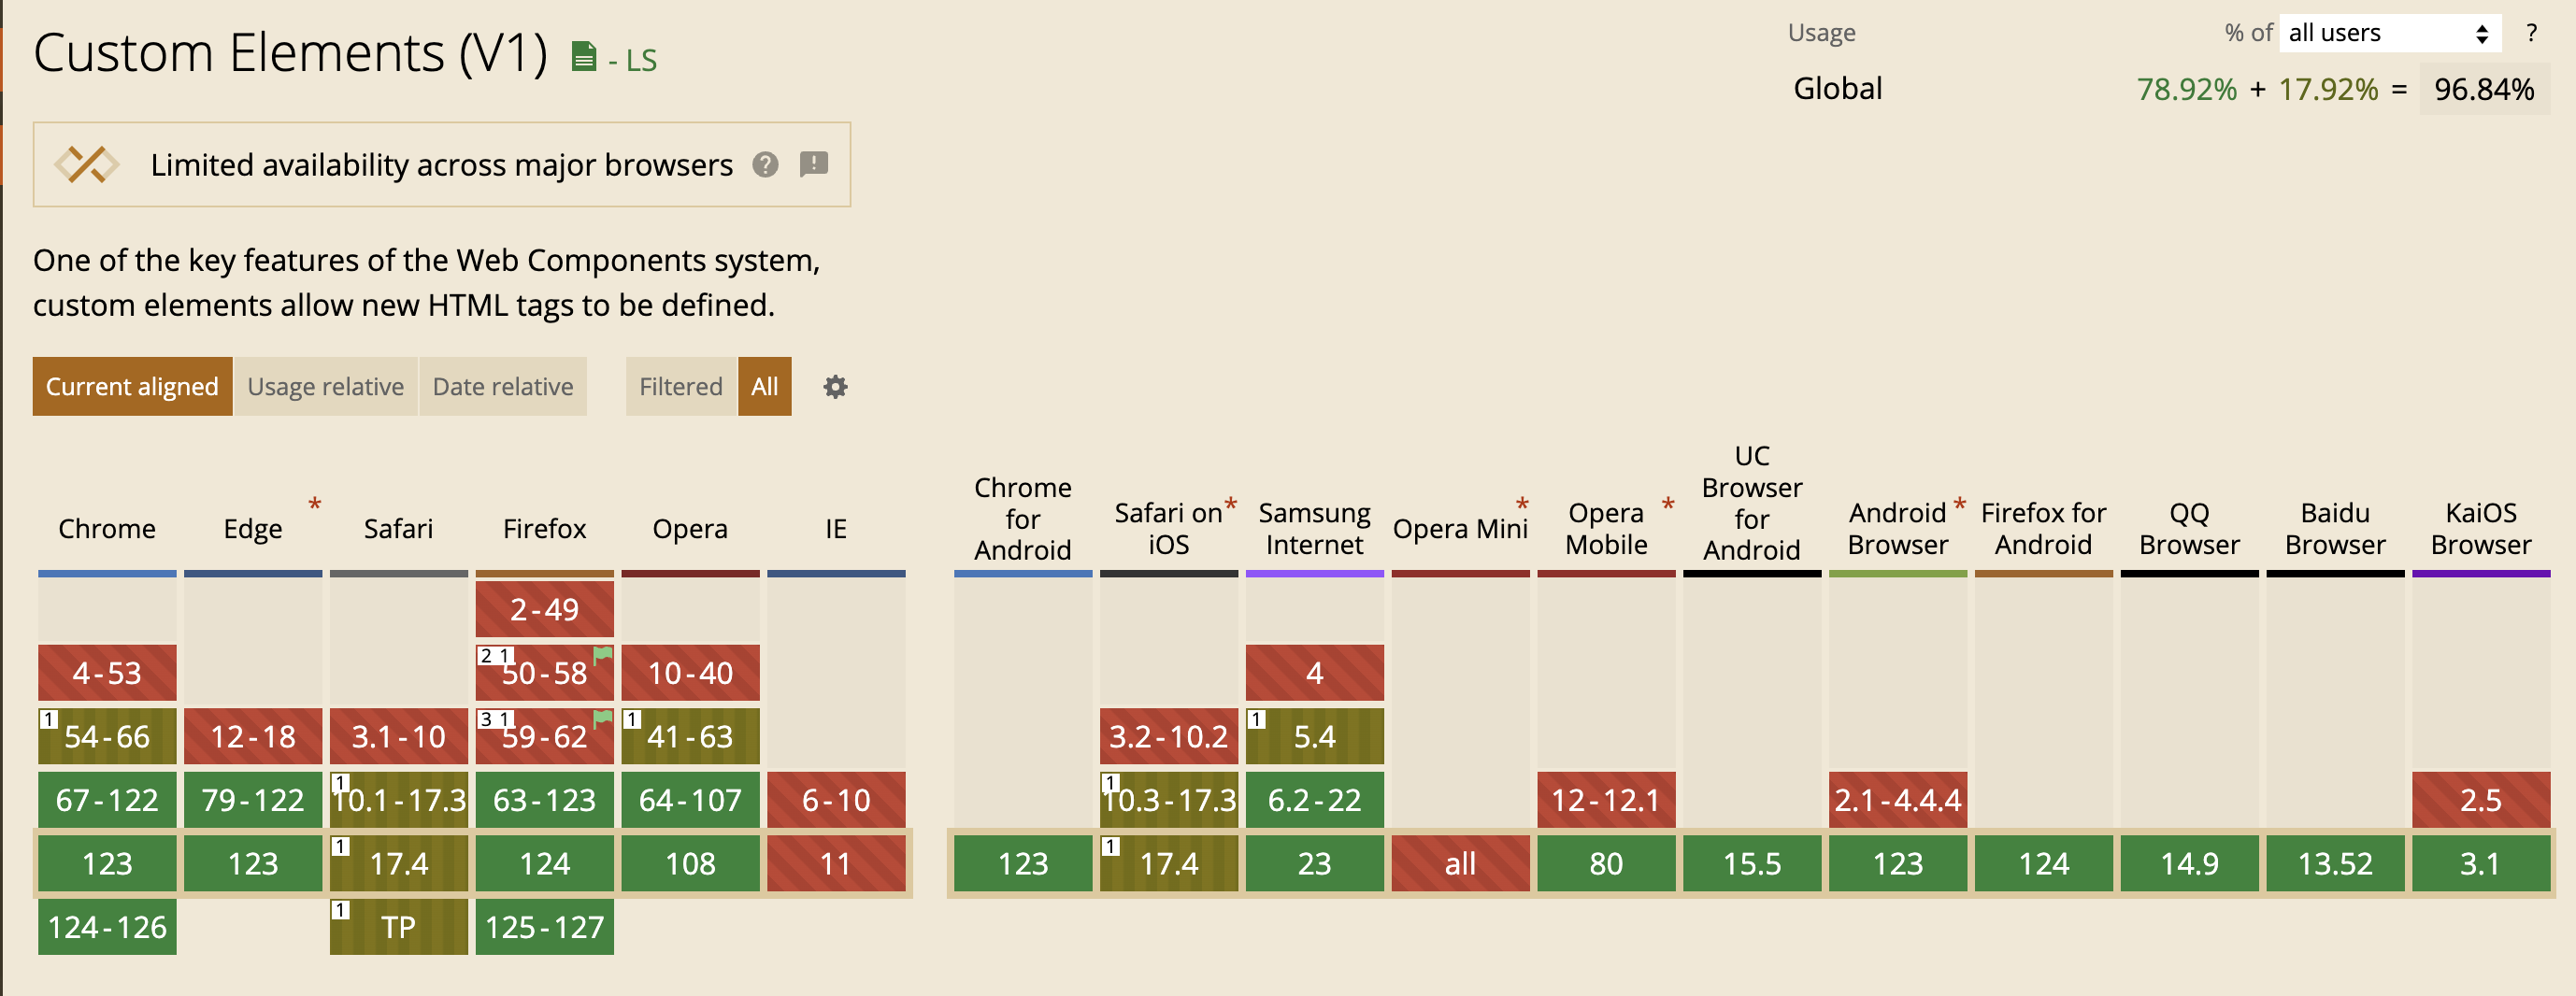 Custom Elements (V1) - LS
Usage % of all users ?
Global 78.92% + 17.92% = 96.84%
Limited availability across major browsers ? !
One of the key features of the Web Components system,
custom elements allow new HTML tags to be defined.
Current aligned Usage relative Date relative Filtered All
Chrome
4-53
1 54-66
67-122
123
124-126
Edge *
12-18
79-122
123
Safari
3.1-10
1 10.1-17.3
1 17.4
1 TP
Firefox
2-49
2 1 50-58
3 1 59-62
63-123
124
125-127
Opera
10-40
1 41-63
64-107
108
IE
6-10
11
Chrome
for
Android
123
Safari on *
iOS
3.2-10.2
1 10.3-17.3
1 17.4
Samsung
Internet
4
1 5.4
6.2-22
23
Opera Mini *
all
Opera *
Mobile
12-12.1
80
UC
Browser
for
Android
15.5
Android *
Browser
2.1-4.4.4
123
Firefox for
Android
124
QQ
Browser
14.9
Baidu
Browser
13.52
KaiOS
Browser
2.5
3.1